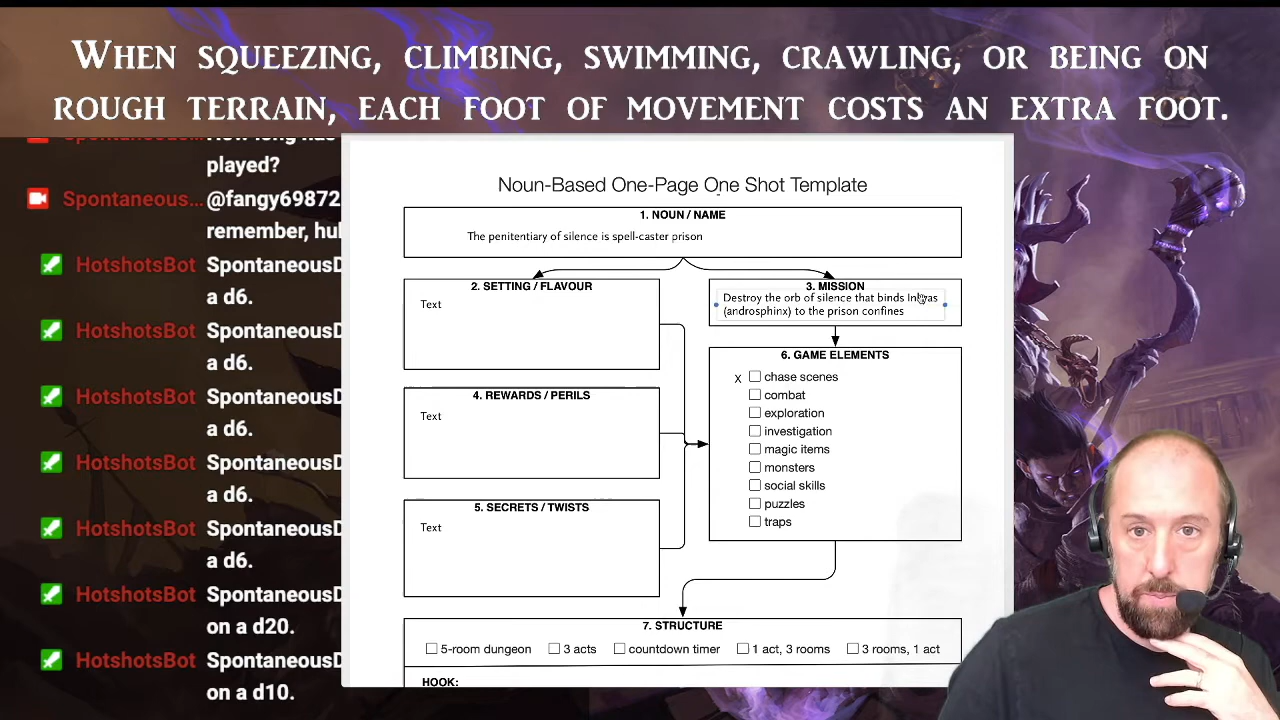 WHEN SQUEEZING, CLIMBING, SWIMMING, CRAWLING, OR BEING ON
ROUGH TERRAIN, EACH FOOT OF MOVEMENT COSTS AN EXTRA FOOT.
played?
Spontaneous... @fangy69872
remember, hu
HotshotsBot SpontaneousD
a d6.
HotshotsBot SpontaneousD
a d6.
HotshotsBot SpontaneousD
a d6.
HotshotsBot SpontaneousD
a d6.
HotshotsBot SpontaneousD
a d6.
HotshotsBot SpontaneousD
on a d20.
HotshotsBot SpontaneousD
on a d10.
Noun-Based One-Page One Shot Template
1. NOUN / NAME
The penitentiary of silence is spell-caster prison
2. SETTING / FLAVOUR
Text
3. MISSION
Destroy the orb of silence that binds
(androsphinx) to the prison confines
4. REWARDS / PERILS
Text
5. SECRETS / TWISTS
Text
6. GAME ELEMENTS
X chase scenes
combat
exploration
investigation
magic items
monsters
social skills
puzzles
traps
7. STRUCTURE
5-room dungeon 3 acts countdown timer 1 act, 3 rooms 3 rooms, 1 act
HOOK: